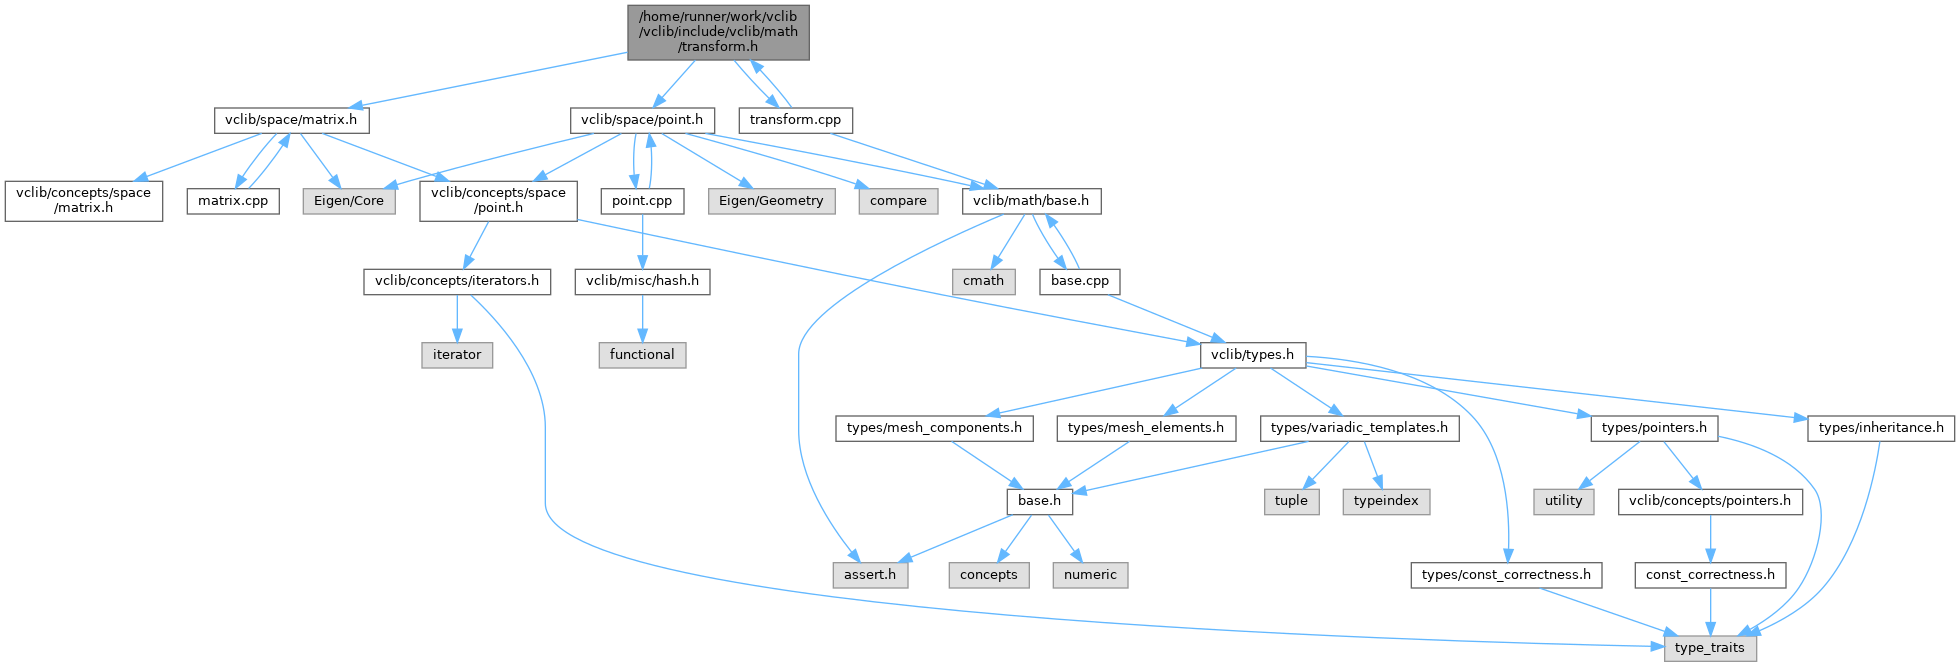 /home/runner/work/vclib
/vclib/include/vclib/math
/transform.h
vclib/space/matrix.h
vclib/space/point.h
transform.cpp
vclib/concepts/space
/matrix.h
matrix.cpp
Eigen/Core
vclib/concepts/space
/point.h
point.cpp
Eigen/Geometry
compare
vclib/math/base.h
vclib/concepts/iterators.h
vclib/misc/hash.h
cmath
base.cpp
iterator
functional
vclib/types.h
types/mesh_components.h
types/mesh_elements.h
types/variadic_templates.h
types/pointers.h
types/inheritance.h
base.h
tuple
typeindex
utility
vclib/concepts/pointers.h
assert.h
concepts
numeric
types/const_correctness.h
const_correctness.h
type_traits